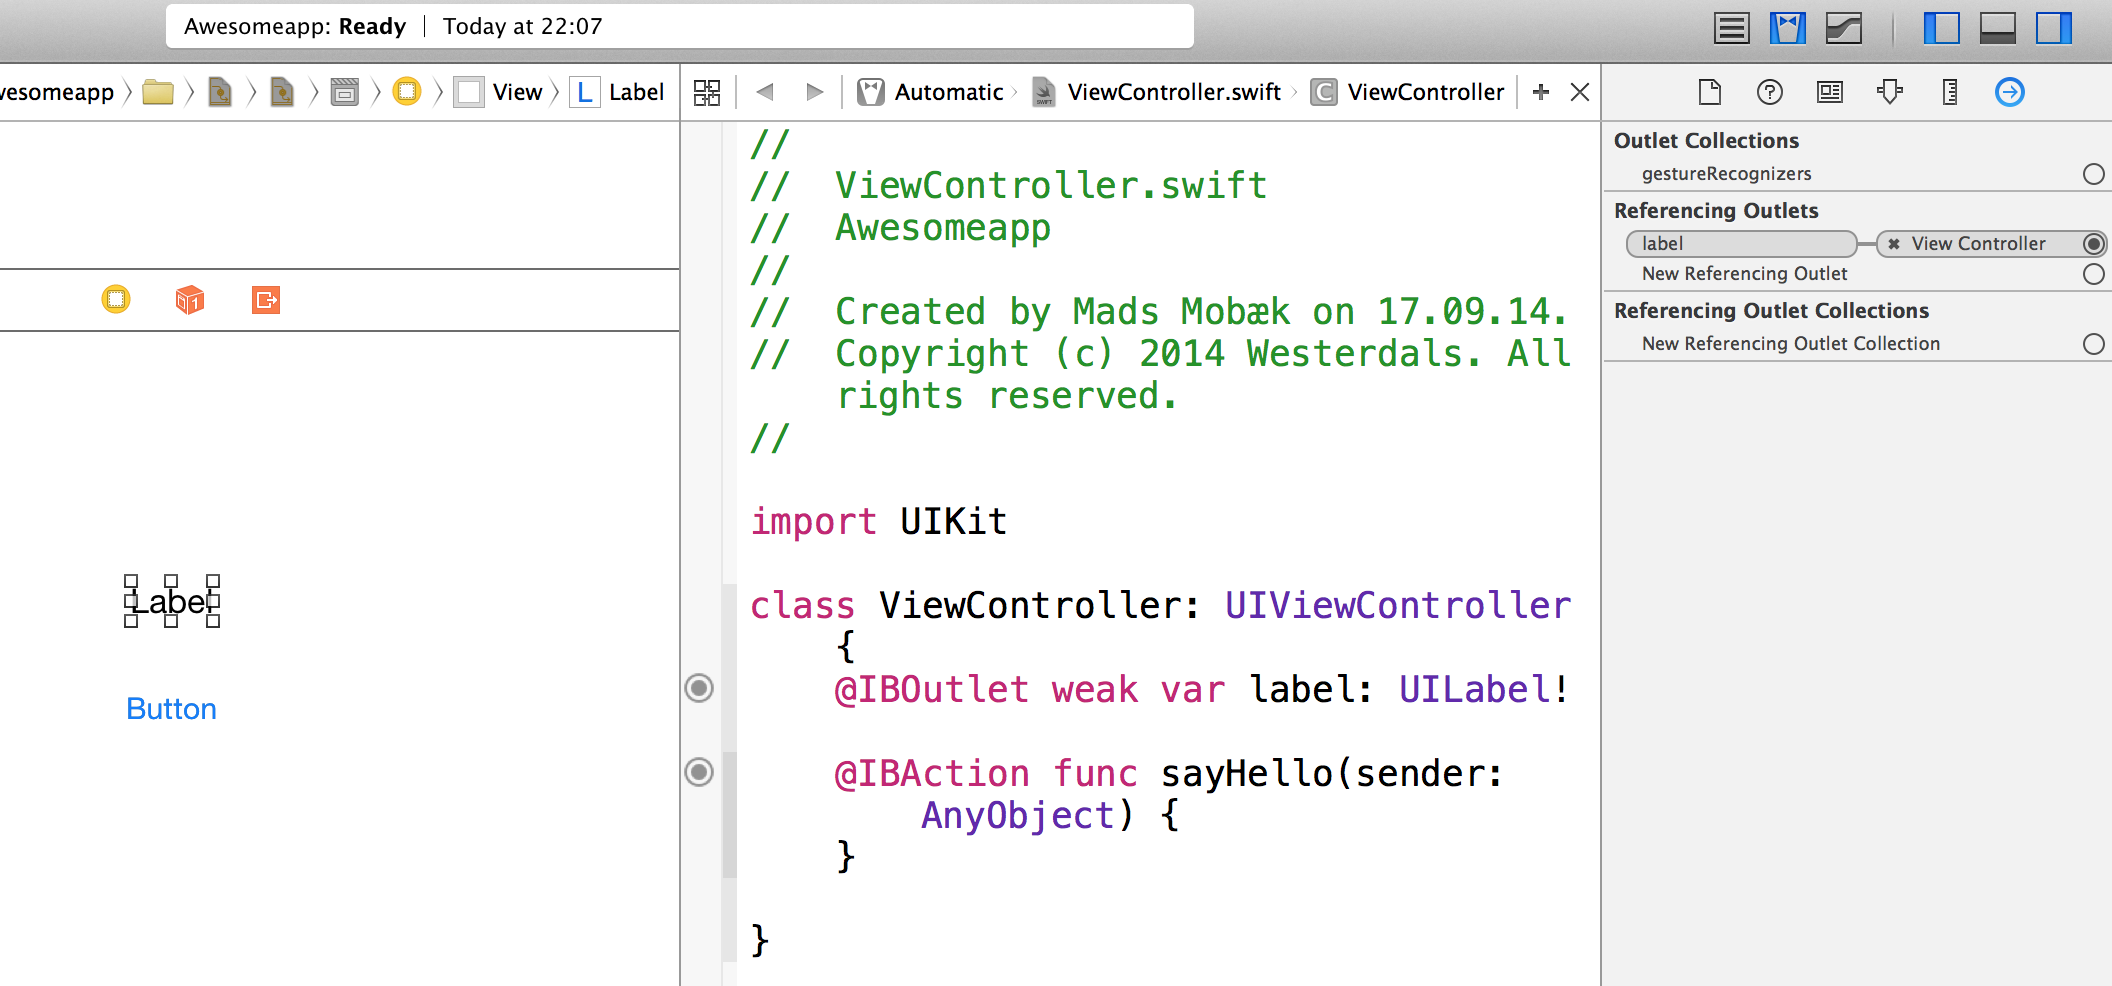 Awesomeapp: Ready | Today at 22:07
vesomeapp View L Label
Automatic ViewController.swift C ViewController
//
// ViewController.swift
// Awesomeapp
//
// Created by Mads Mobæk on 17.09.14.
// Copyright (c) 2014 Westerdals. All
rights reserved.
//
import UIKit
class ViewController: UIViewController
{
@IBOutlet weak var label: UILabel!
@IBAction func sayHello(sender:
AnyObject) {
}
}
Label
Button
Outlet Collections
gestureRecognizers
Referencing Outlets
label View Controller
New Referencing Outlet
Referencing Outlet Collections
New Referencing Outlet Collection